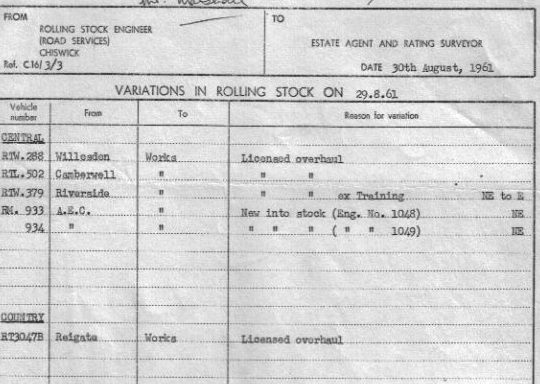 FROM
TO
ROLLING STOCK ENGINEER
(ROAD SERVICES)
CHISWICK
Ref. C16/3/3
ESTATE AGENT AND RATING SURVEYOR
DATE 30th August, 1961
VARIATIONS IN ROLLING STOCK ON 29.8.61
Vehicle number From To Reason for variation
CENTRAL
RTW.288 Willesden Works Licensed overhaul
RTL.502 Camberwell " " "
RTW.379 Riverside " " " ex Training NE to E
RM. 933 A.E.C. " New into stock (Eng. No. 1048) NE
934 " " " " " ( " " 1049) NE
COUNTRY
RT3047B Reigate Works Licensed overhaul